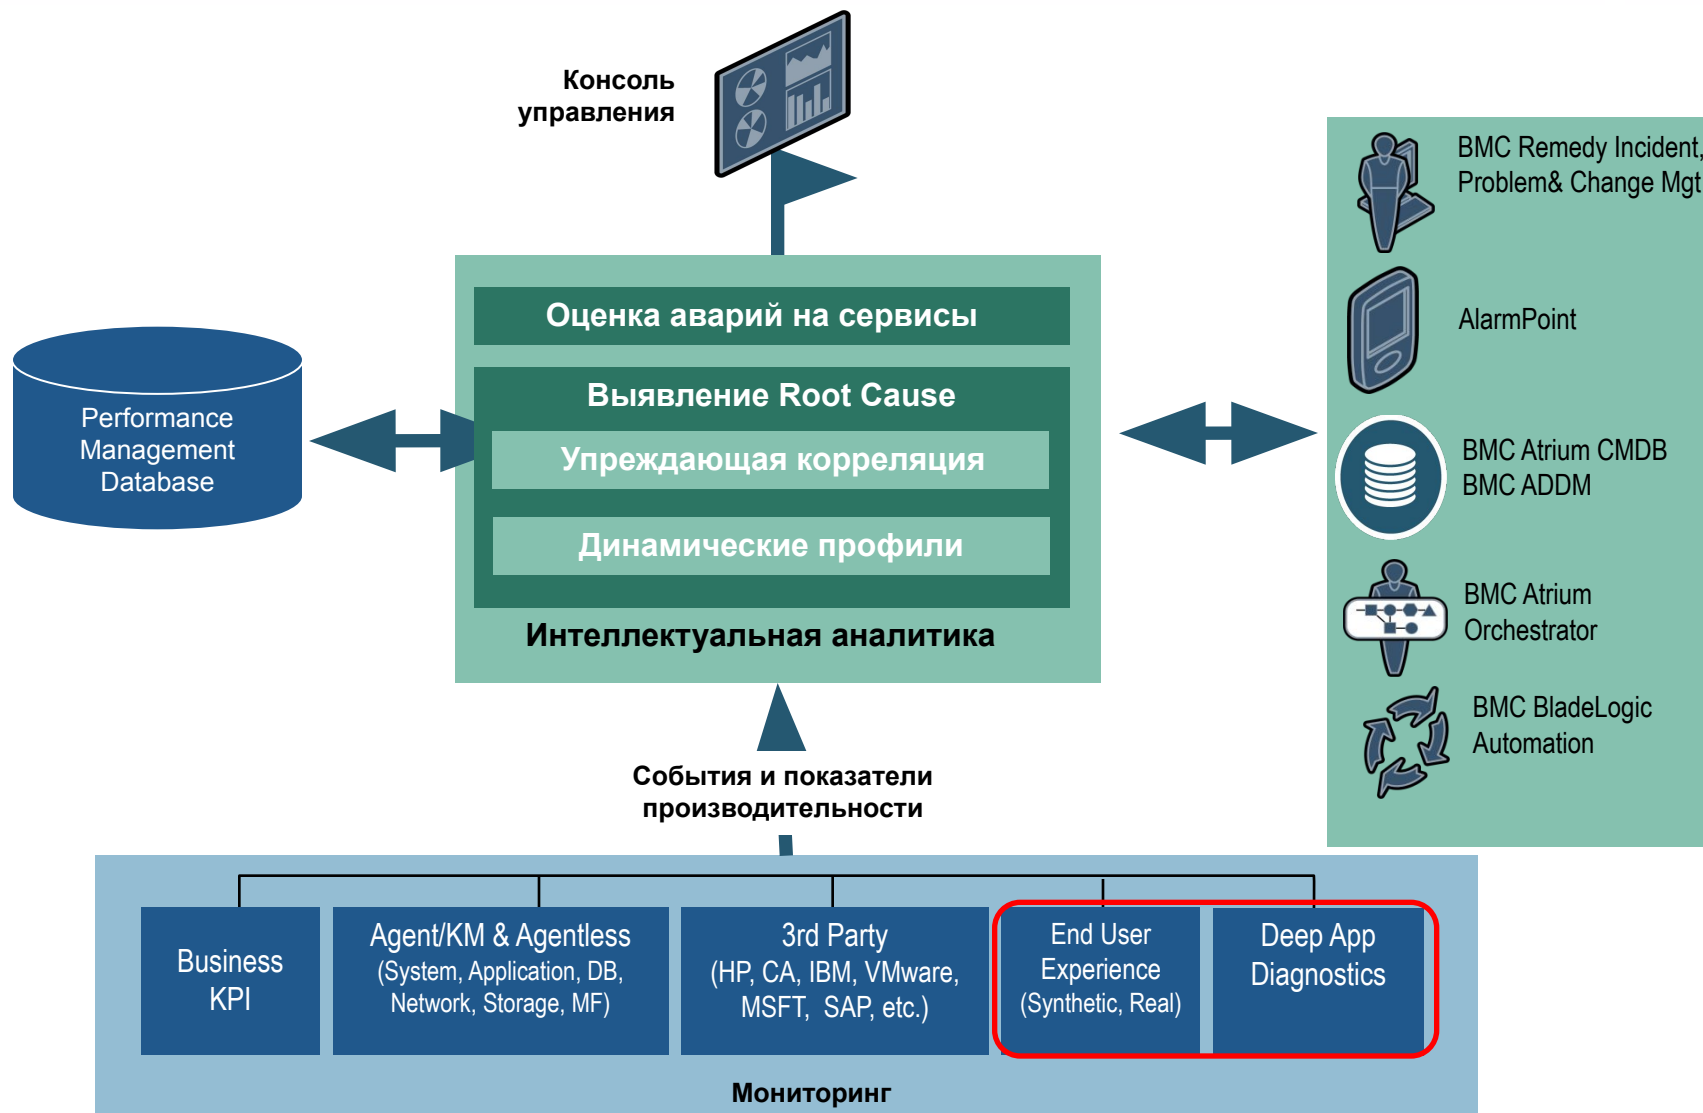 Консоль
управления
BMC Remedy Incident,
Problem& Change Mgt
AlarmPoint
BMC Atrium CMDB
BMC ADDM
BMC Atrium
Orchestrator
BMC BladeLogic
Automation
Оценка аварий на сервисы
Выявление Root Cause
Упреждающая корреляция
Динамические профили
Интеллектуальная аналитика
Performance
Management
Database
События и показатели
производительности
Business
KPI
Agent/KM & Agentless
(System, Application, DB,
Network, Storage, MF)
3rd Party
(HP, CA, IBM, VMware,
MSFT, SAP, etc.)
End User
Experience
(Synthetic, Real)
Deep App
Diagnostics
Мониторинг